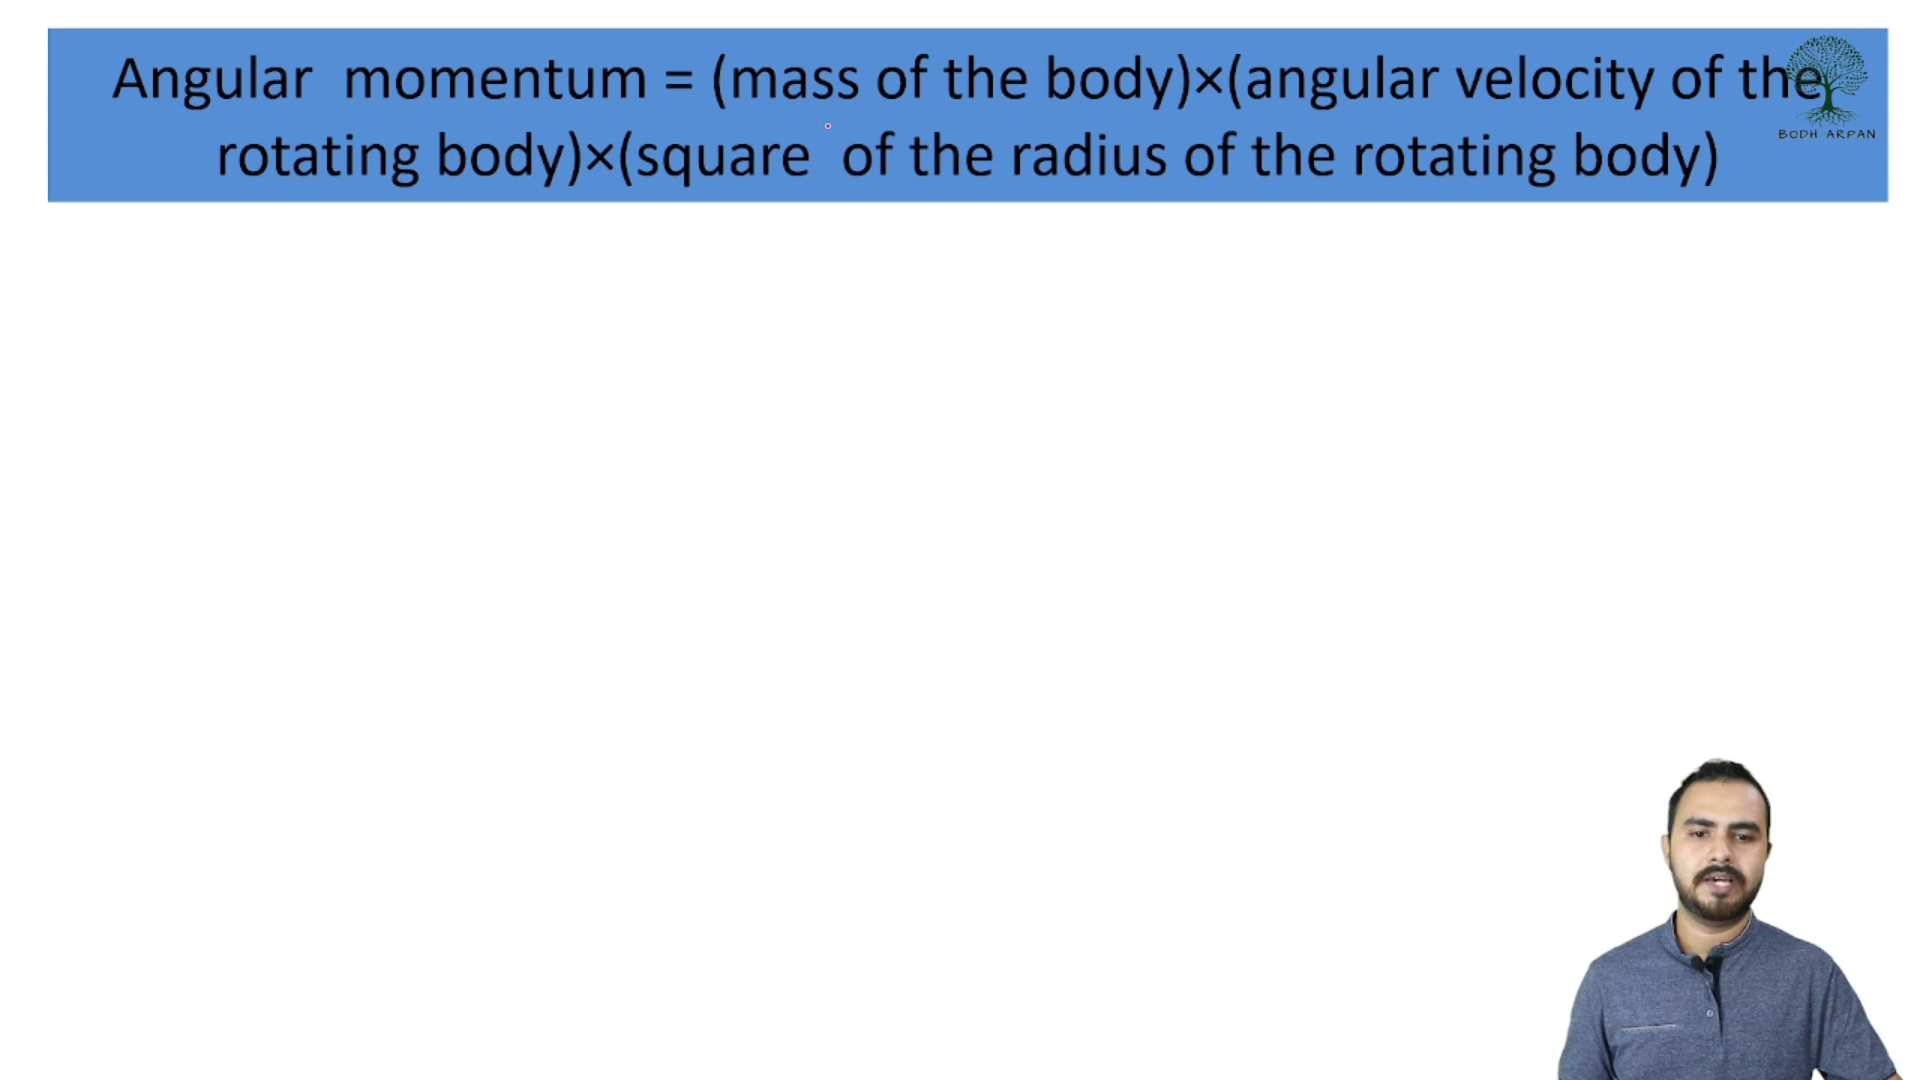 Angular momentum = (mass of the body)×(angular velocity of the
rotating body)×(square of the radius of the rotating body)
BODH ARPAN